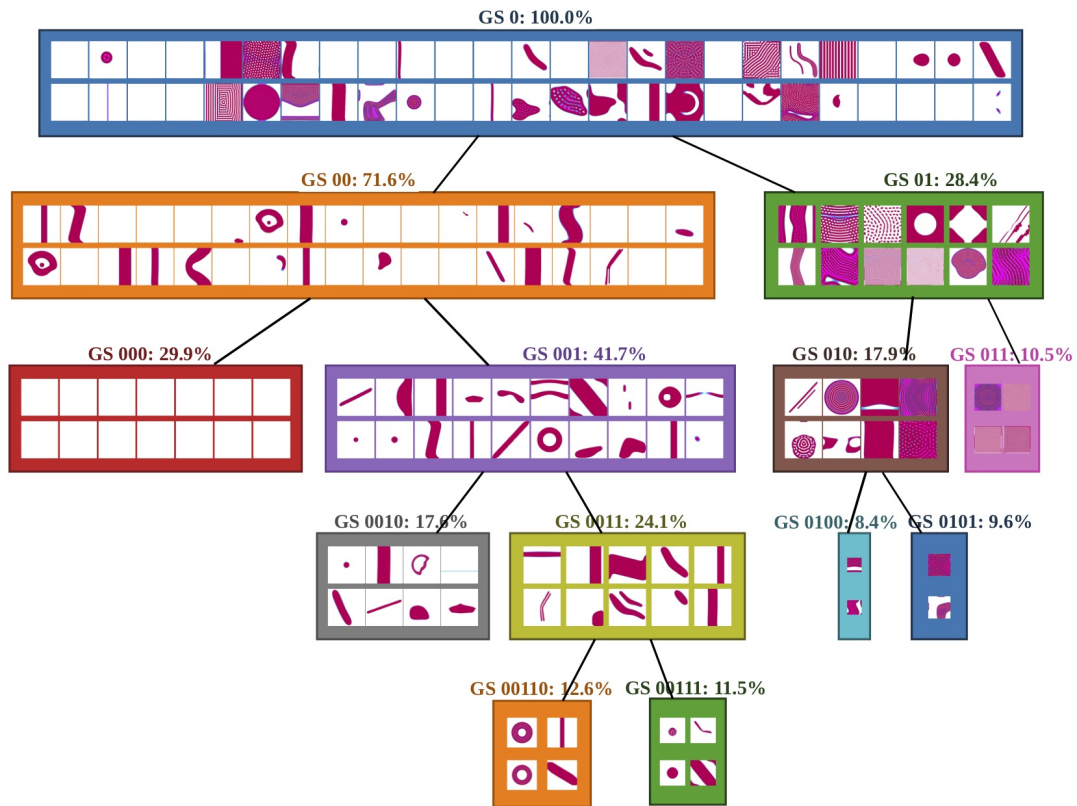 GS 0: 100.0%
GS 00: 71.6%
GS 01: 28.4%
GS 000: 29.9%
GS 001: 41.7%
GS 010: 17.9%
GS 011: 10.5%
GS 0010: 17.6%
GS 0011: 24.1%
GS 0100: 8.4%
GS 0101: 9.6%
GS 00110: 12.6%
GS 00111: 11.5%